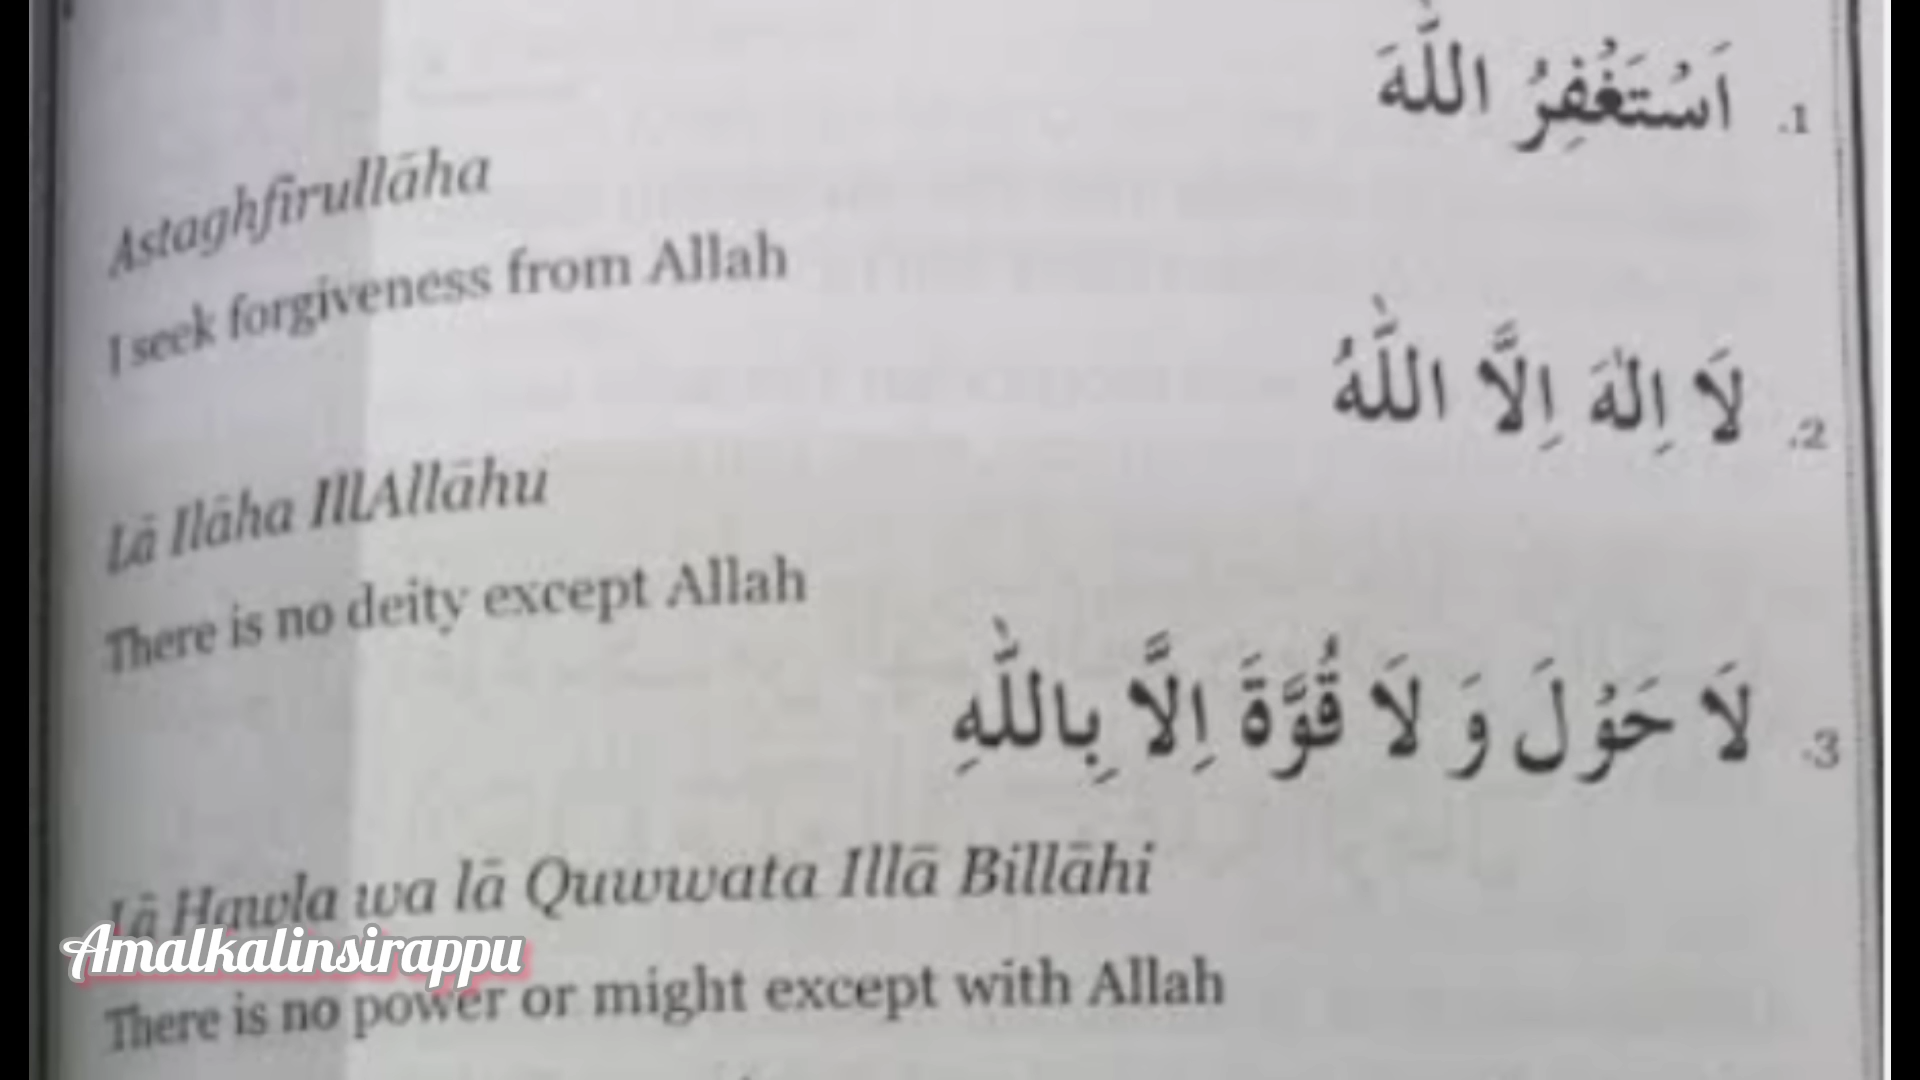 1. اَسْتَغْفِرُ اللّٰهَ
Astaghfirullāha
I seek forgiveness from Allah
2. لَا اِلٰهَ اِلَّا اللّٰهُ
Lā Ilāha IllAllāhu
There is no deity except Allah
3. لَا حَوْلَ وَ لَا قُوَّةَ اِلَّا بِاللّٰهِ
Lā Hawla wa lā Quwwata Illā Billāhi
Amalkalinsirappu
There is no power or might except with Allah